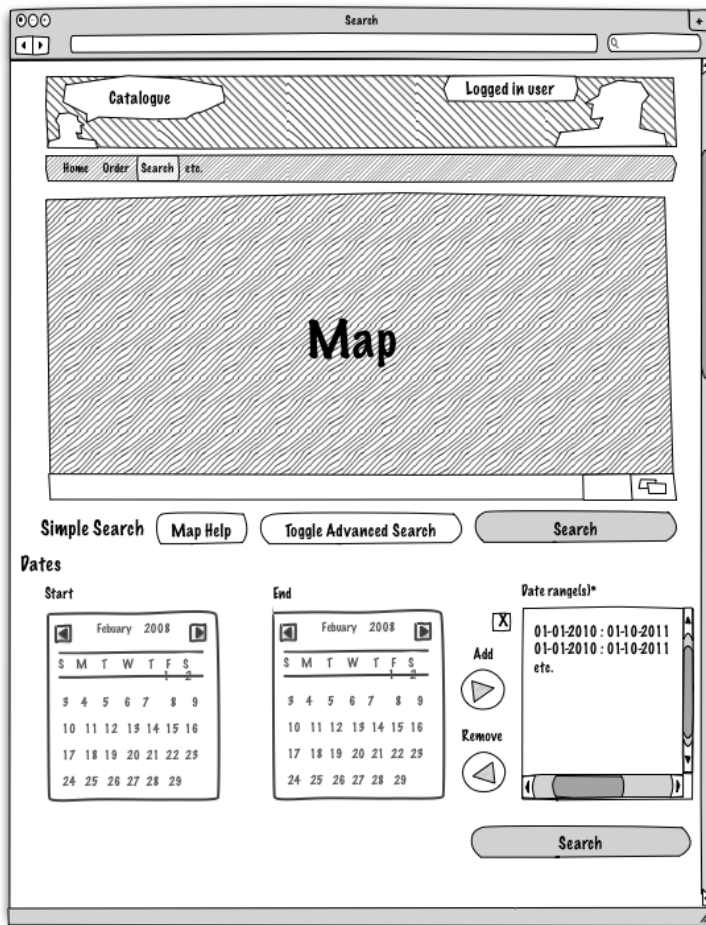 Search
Catalogue
Logged in user
Home Order Search etc.
Map
Simple Search Map Help Toggle Advanced Search Search
Dates
Start
Febuary 2008
S M T W T F S
1 2
3 4 5 6 7 8 9
10 11 12 13 14 15 16
17 18 19 20 21 22 23
24 25 26 27 28 29
End
Febuary 2008
S M T W T F S
1 2
3 4 5 6 7 8 9
10 11 12 13 14 15 16
17 18 19 20 21 22 23
24 25 26 27 28 29
X
Add
Remove
Date range(s)*
01-01-2010 : 01-10-2011
01-01-2010 : 01-10-2011
etc.
Search